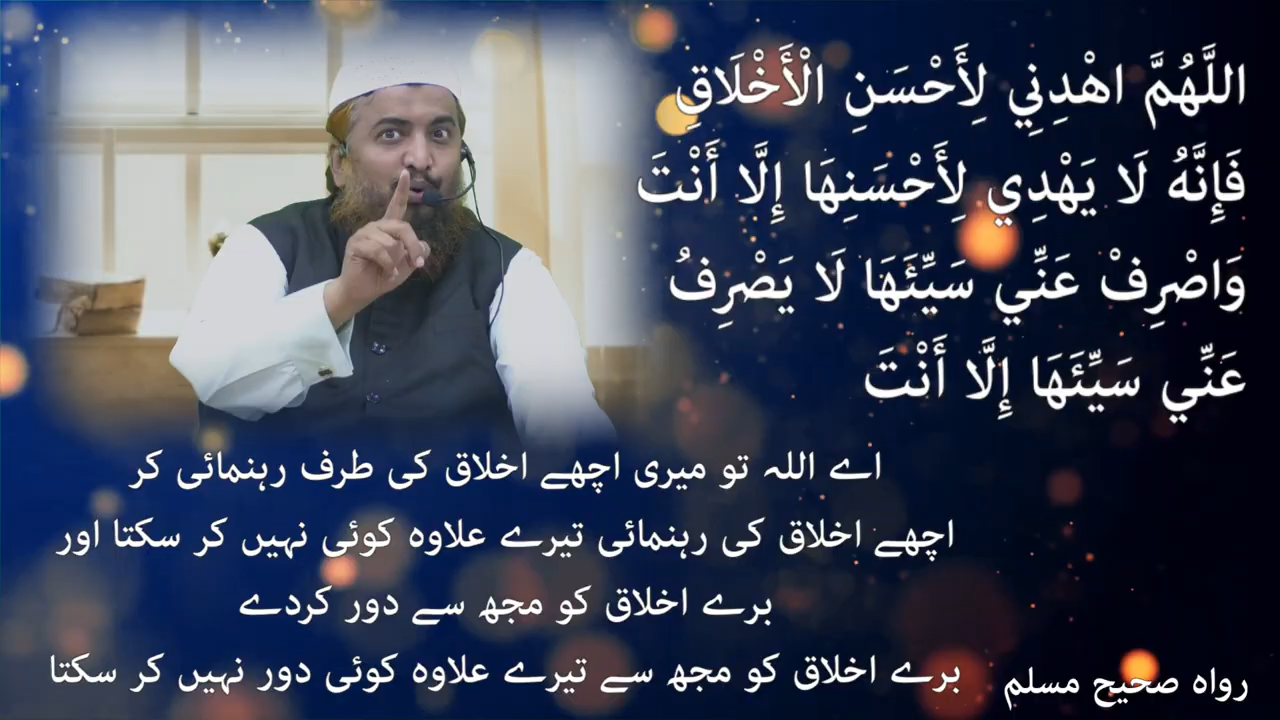 اللَّهُمَّ اهْدِنِي لِأَحْسَنِ الْأَخْلَاقِ
فَإِنَّهُ لَا يَهْدِي لِأَحْسَنِهَا إِلَّا أَنْتَ
وَاصْرِفْ عَنِّي سَيِّئَهَا لَا يَصْرِفُ
عَنِّي سَيِّئَهَا إِلَّا أَنْتَ
اے اللہ تو میری اچھے اخلاق کی طرف رہنمائی کر
اچھے اخلاق کی رہنمائی تیرے علاوہ کوئی نہیں کر سکتا اور
برے اخلاق کو مجھ سے دور کردے
برے اخلاق کو مجھ سے تیرے علاوہ کوئی دور نہیں کر سکتا
رواه صحيح مسلم